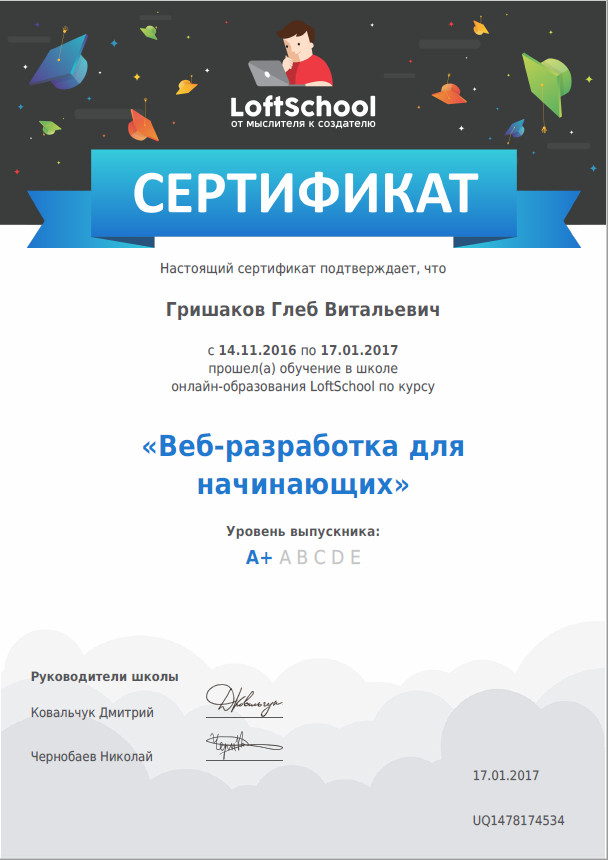 LoftSchool
от мыслителя к создателю
СЕРТИФИКАТ
Настоящий сертификат подтверждает, что
Гришаков Глеб Витальевич
с 14.11.2016 по 17.01.2017
прошел(а) обучение в школе
онлайн-образования LoftSchool по курсу
«Веб-разработка для
начинающих»
Уровень выпускника:
A+ A B C D E
Руководители школы
Ковальчук Дмитрий
Чернобаев Николай
17.01.2017
UQ1478174534